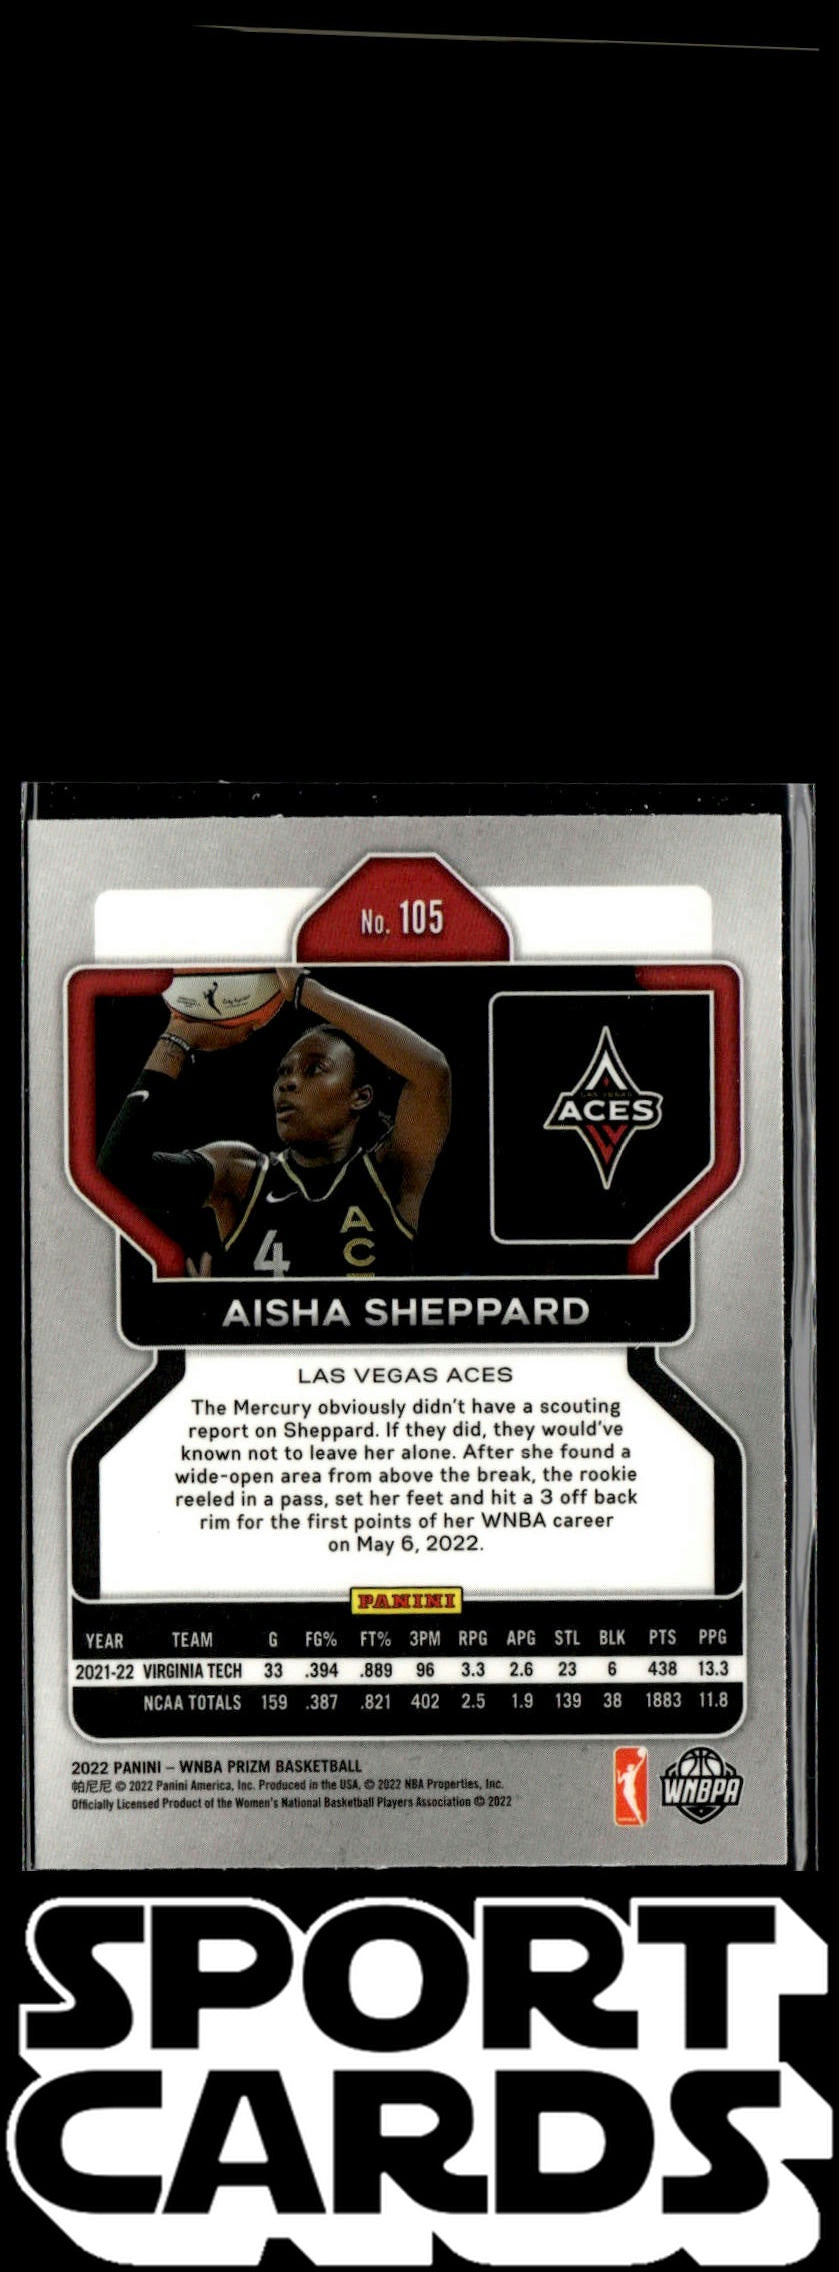 No. 105
LAS VEGAS
ACES
4
AC
AISHA SHEPPARD
LAS VEGAS ACES
The Mercury obviously didn't have a scouting
report on Sheppard. If they did, they would've
known not to leave her alone. After she found a
wide-open area from above the break, the rookie
reeled in a pass, set her feet and hit a 3 off back
rim for the first points of her WNBA career
on May 6, 2022.
PANINI
YEAR TEAM G FG% FT% 3PM RPG APG STL BLK PTS PPG
2021-22 VIRGINIA TECH 33 .394 .889 96 3.3 2.6 23 6 438 13.3
NCAA TOTALS 159 .387 .821 402 2.5 1.9 139 38 1883 11.8
2022 PANINI – WNBA PRIZM BASKETBALL
帕尼尼 © 2022 Panini America, Inc. Produced in the USA, © 2022 NBA Properties, Inc.
Officially Licensed Product of the Women's National Basketball Players Association © 2022
WNBPA
SPORT
CARDS